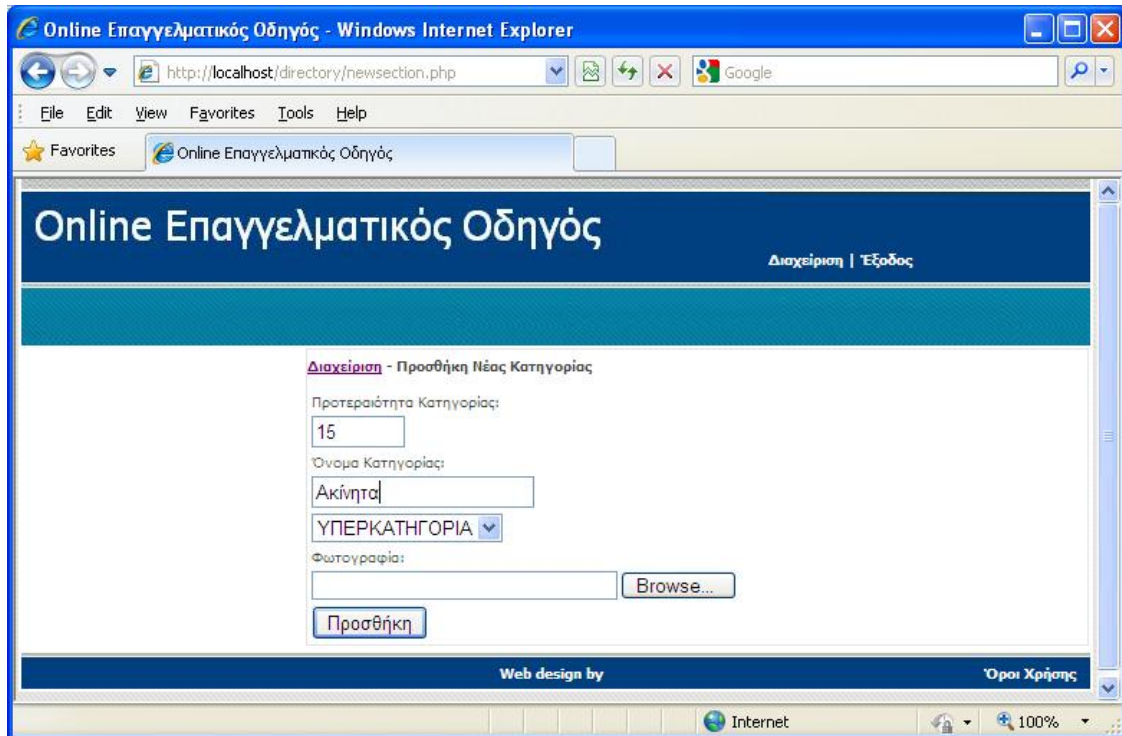 Online Επαγγελματικός Οδηγός - Windows Internet Explorer
http://localhost/directory/newsection.php
Google
File Edit View Favorites Tools Help
Favorites
Online Επαγγελματικός Οδηγός
Online Επαγγελματικός Οδηγός
Διαχείριση | Έξοδος
Διαχείριση - Προσθήκη Νέας Κατηγορίας
Προτεραιότητα Κατηγορίας:
15
Όνομα Κατηγορίας:
Ακίνητα
ΥΠΕΡΚΑΤΗΓΟΡΙΑ
Φωτογραφία:
Browse...
Προσθήκη
Web design by
Όροι Χρήσης
Internet
100%